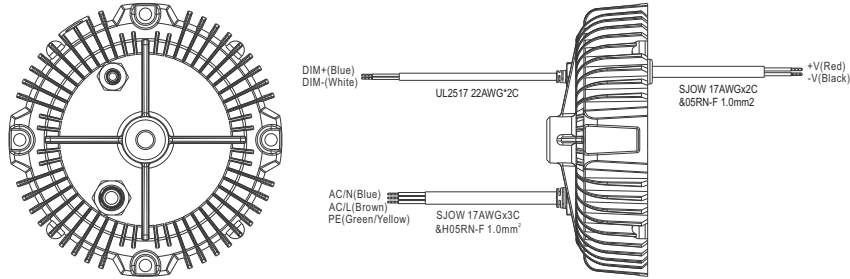 DIM+(Blue)
DIM-(White)
UL2517 22AWG*2C
+V(Red)
-V(Black)
SJOW 17AWGx2C
&05RN-F 1.0mm2
AC/N(Blue)
AC/L(Brown)
PE(Green/Yellow)
SJOW 17AWGx3C
&H05RN-F 1.0mm²